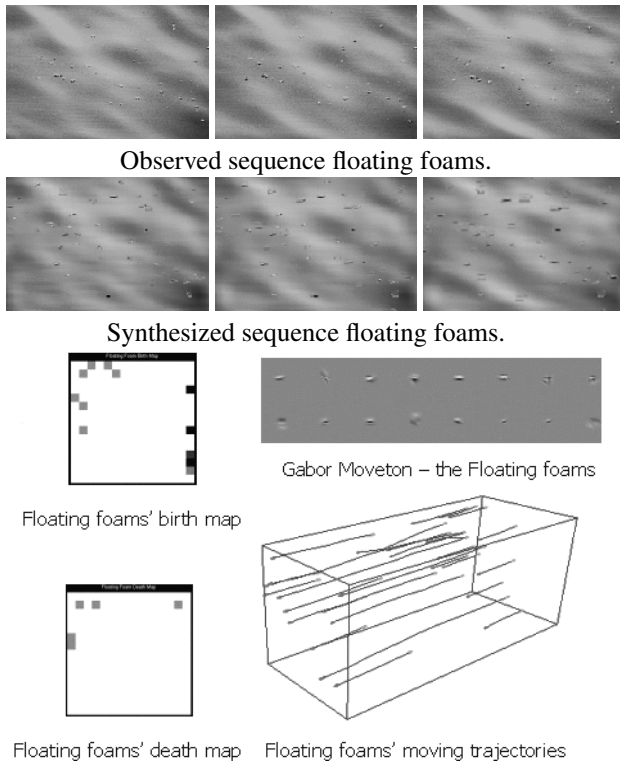 Observed sequence floating foams.
Synthesized sequence floating foams.
Floating Foam Birth Map
Gabor Moveton – the Floating foams
Floating foams' birth map
Floating Foam Death Map
Floating foams' death map
Floating foams' moving trajectories